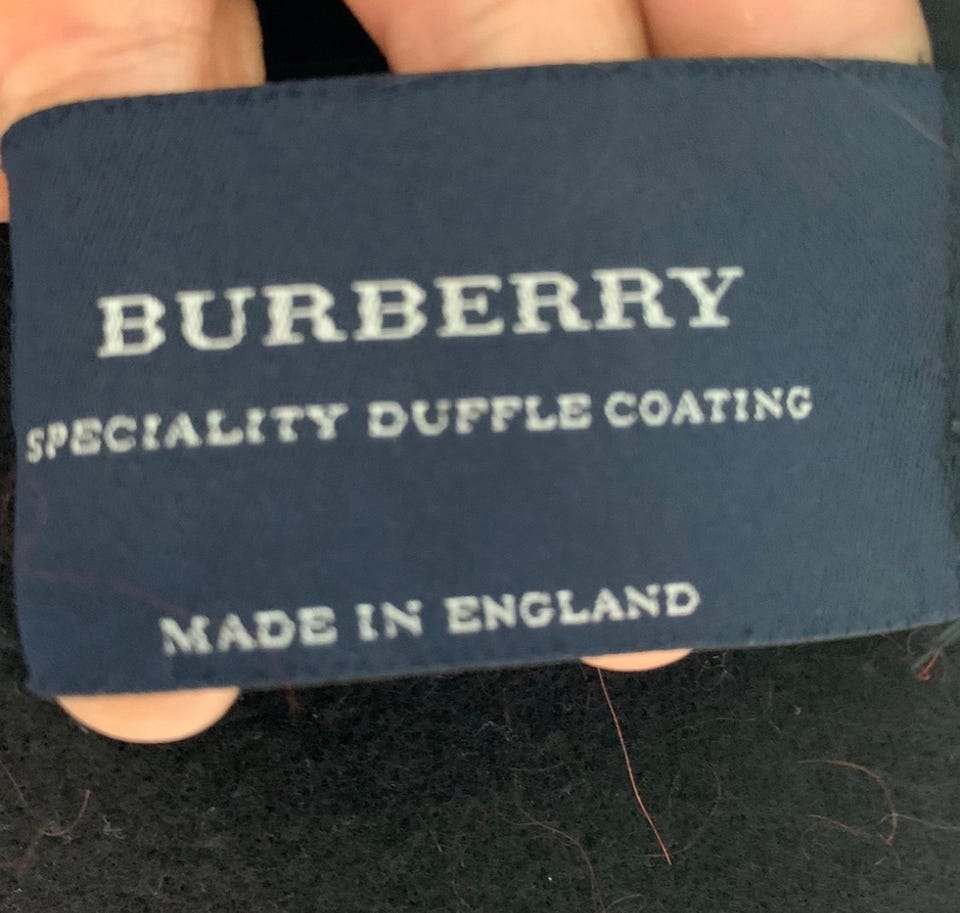 BURBERRY
SPECIALITY DUFFLE COATING
MADE IN ENGLAND